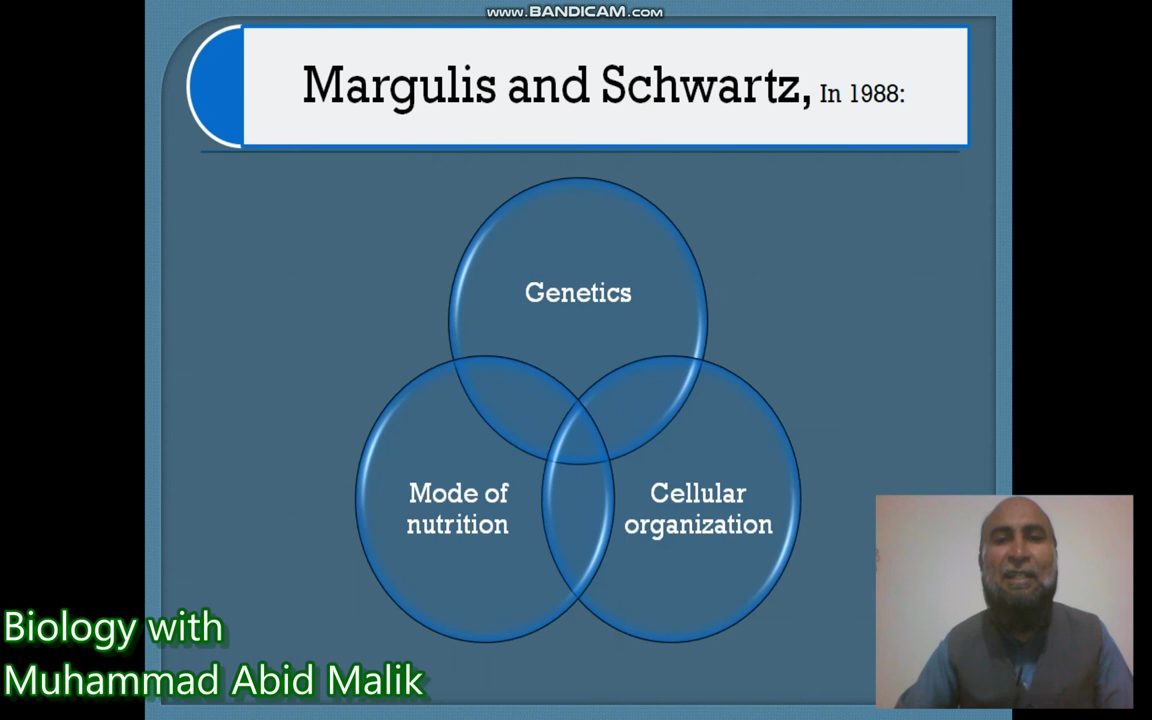 www.BANDICAM.com
Margulis and Schwartz, In 1988:
Genetics
Mode of
nutrition
Cellular
organization
Biology with
Muhammad Abid Malik